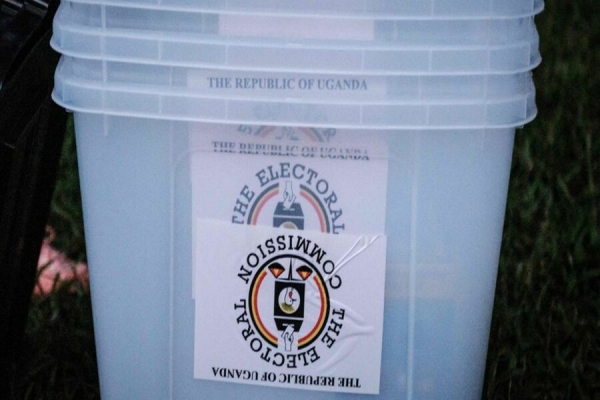 THE REPUBLIC OF UGANDA
THE REPUBLIC OF UGANDA
THE ELECTORAL
THE REPUBLIC OF UGANDA
THE ELECTORAL
COMMISSION